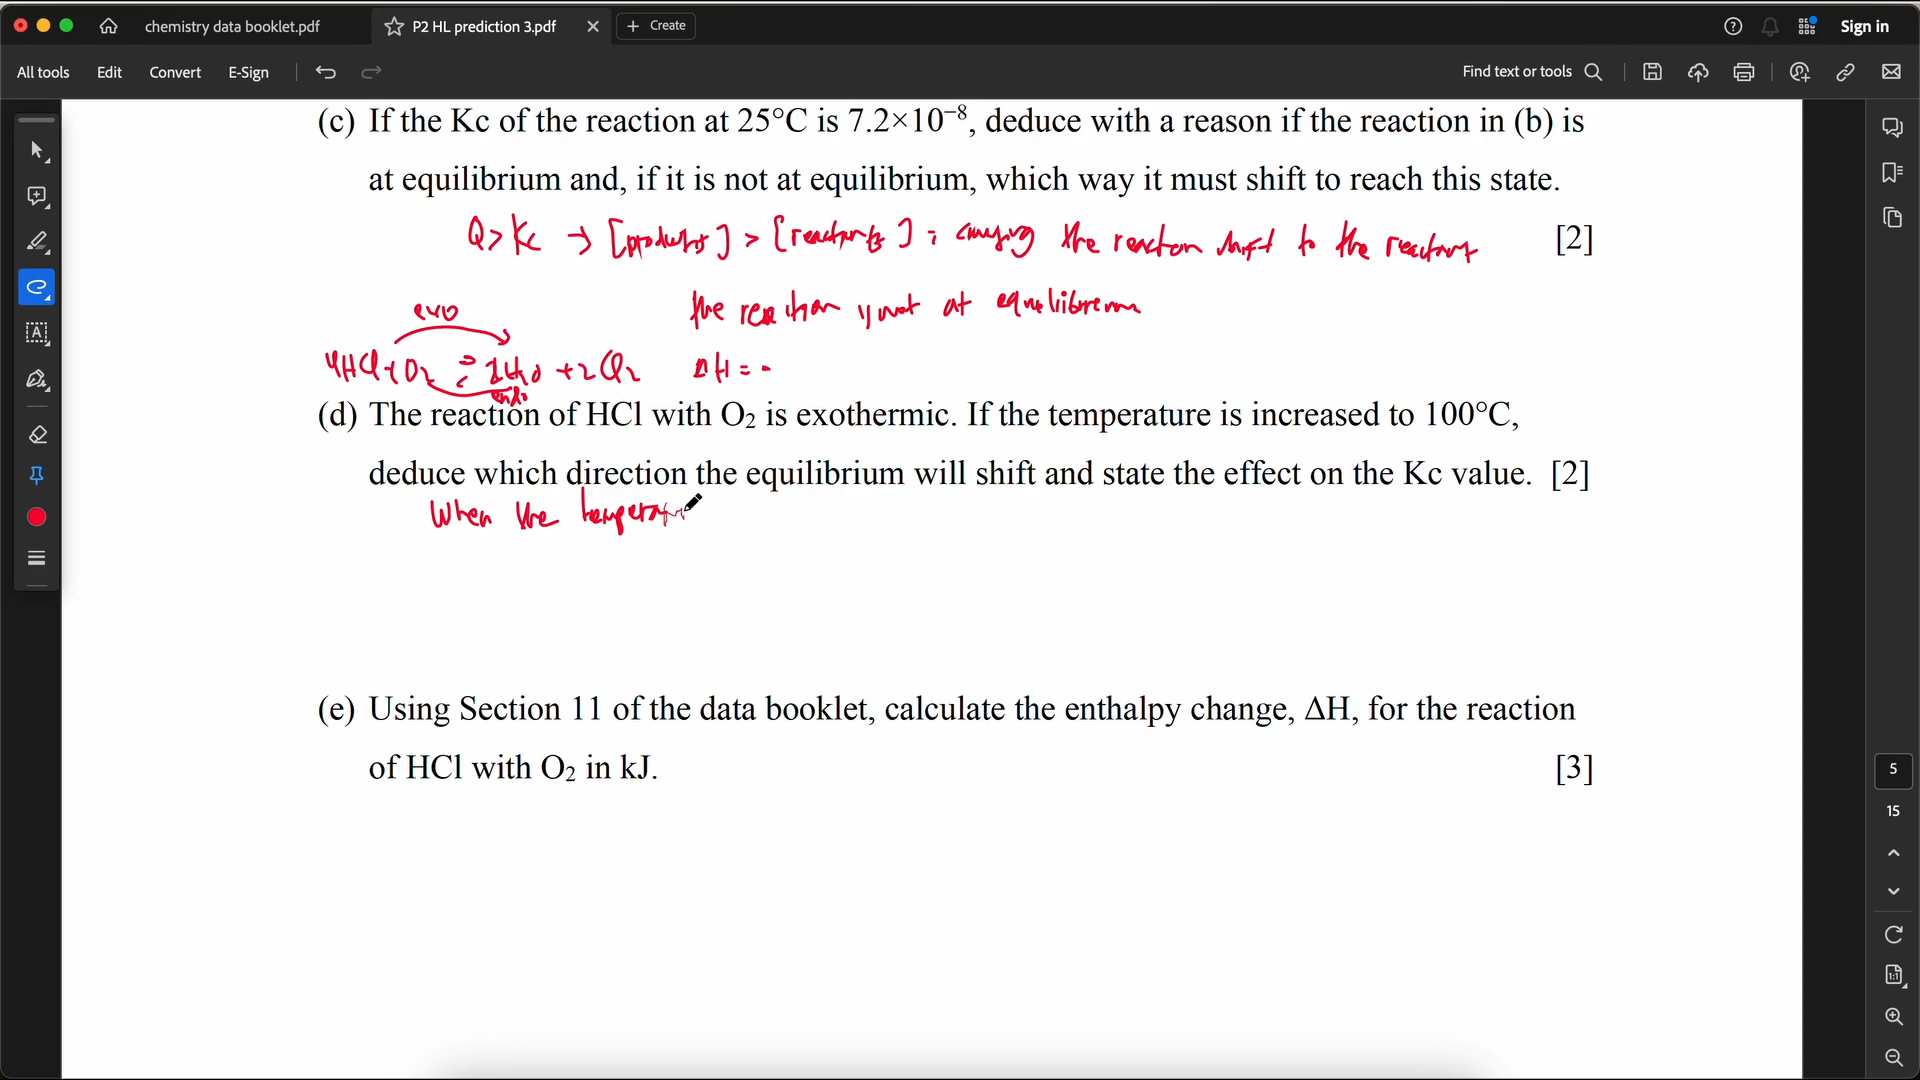 chemistry data booklet.pdf
P2 HL prediction 3.pdf
Create
Sign in
All tools
Edit
Convert
E-Sign
Find text or tools
(c) If the Kc of the reaction at 25°C is 7.2×10⁻⁸, deduce with a reason if the reaction in (b) is
at equilibrium and, if it is not at equilibrium, which way it must shift to reach this state.
Q > Kc → [products] > [reactants] ; causing the reaction shift to the reactant
[2]
the reaction is not at equilibrium
exo
4HCl + O₂ ⇌ 2H₂O + 2Cl₂ ΔH = -
endo
(d) The reaction of HCl with O₂ is exothermic. If the temperature is increased to 100°C,
deduce which direction the equilibrium will shift and state the effect on the Kc value. [2]
When the
(e) Using Section 11 of the data booklet, calculate the enthalpy change, ΔH, for the reaction
of HCl with O₂ in kJ.
[3]
5
15